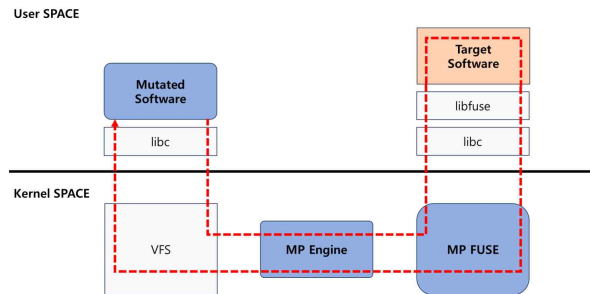 User SPACE
Target
Software
Mutated
Software
libfuse
libc
libc
Kernel SPACE
VFS
MP Engine
MP FUSE